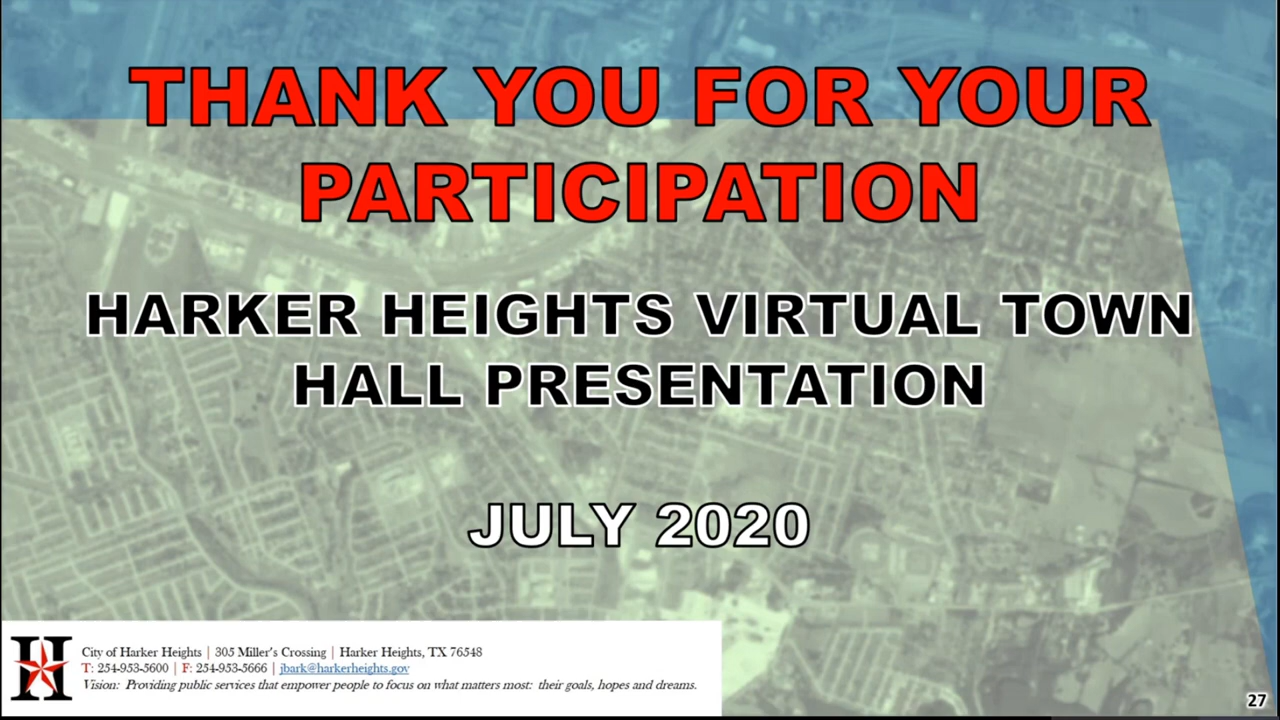 THANK YOU FOR YOUR
PARTICIPATION
HARKER HEIGHTS VIRTUAL TOWN
HALL PRESENTATION
JULY 2020
H
City of Harker Heights | 305 Miller's Crossing | Harker Heights, TX 76548
T: 254-953-5600 | F: 254-953-5666 | jbark@harkerheights.gov
Vision: Providing public services that empower people to focus on what matters most: their goals, hopes and dreams.
27